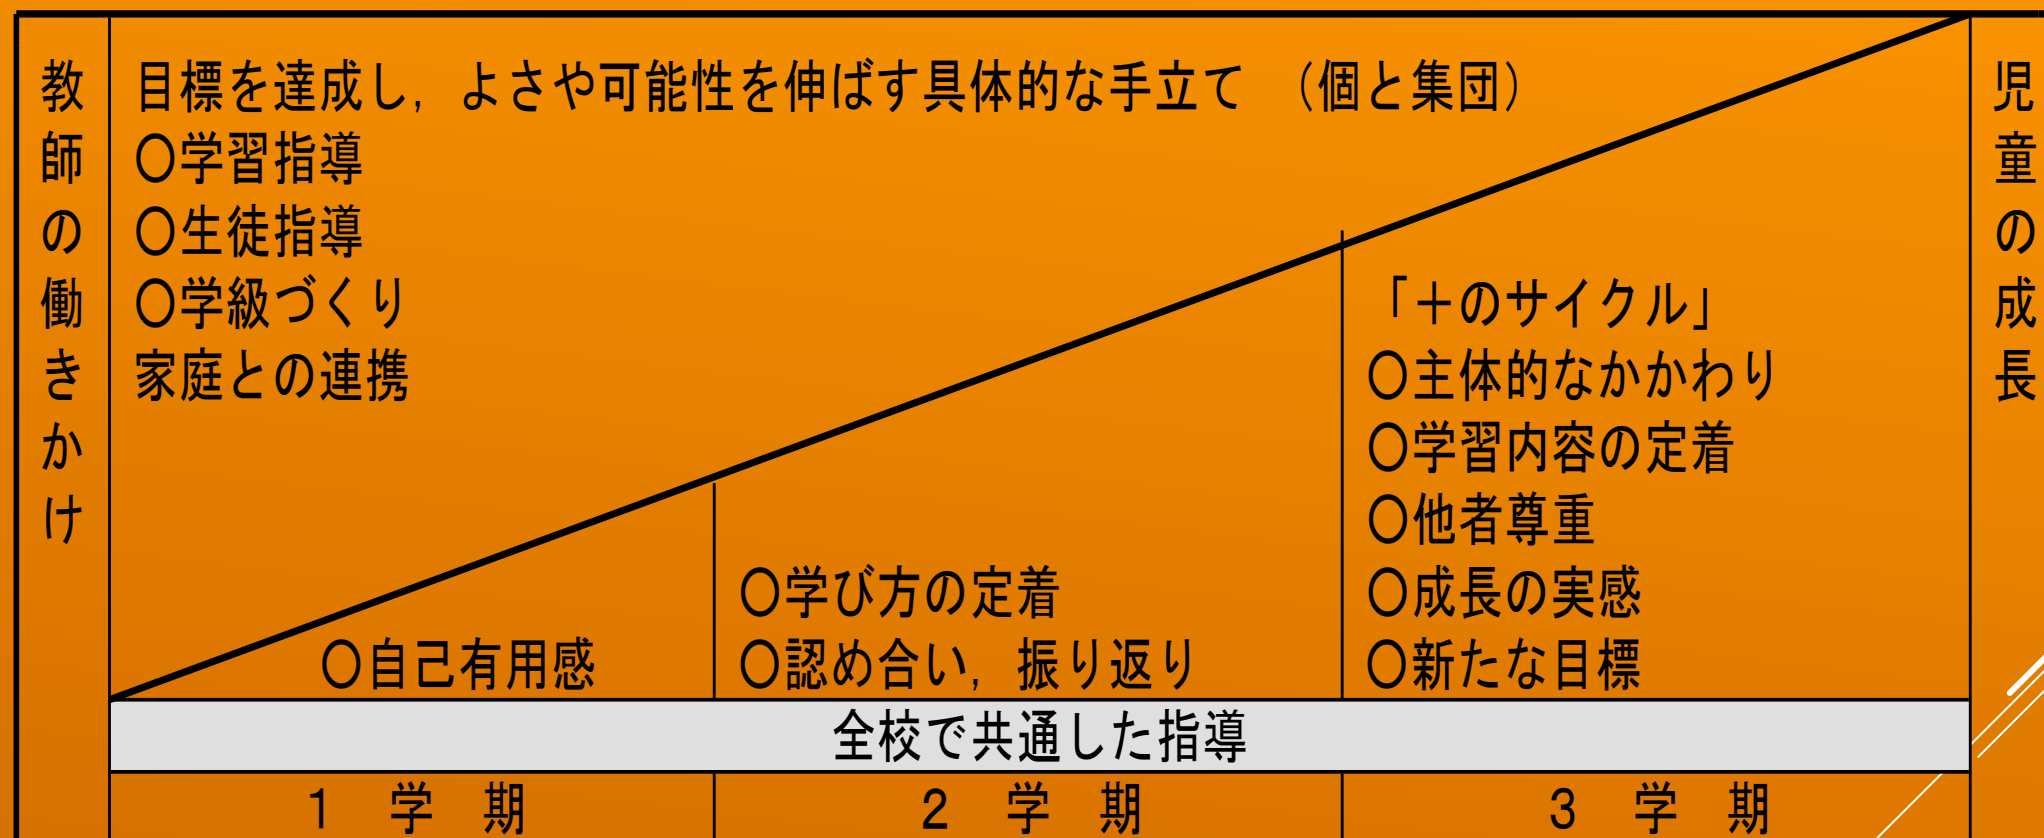 教師の働きかけ
目標を達成し，よさや可能性を伸ばす具体的な手立て　（個と集団）
○学習指導
○生徒指導
○学級づくり
家庭との連携
○自己有用感
○学び方の定着
○認め合い，振り返り
「＋のサイクル」
○主体的なかかわり
○学習内容の定着
○他者尊重
○成長の実感
○新たな目標
児童の成長
全校で共通した指導
１　学　期
２　学　期
３　学　期